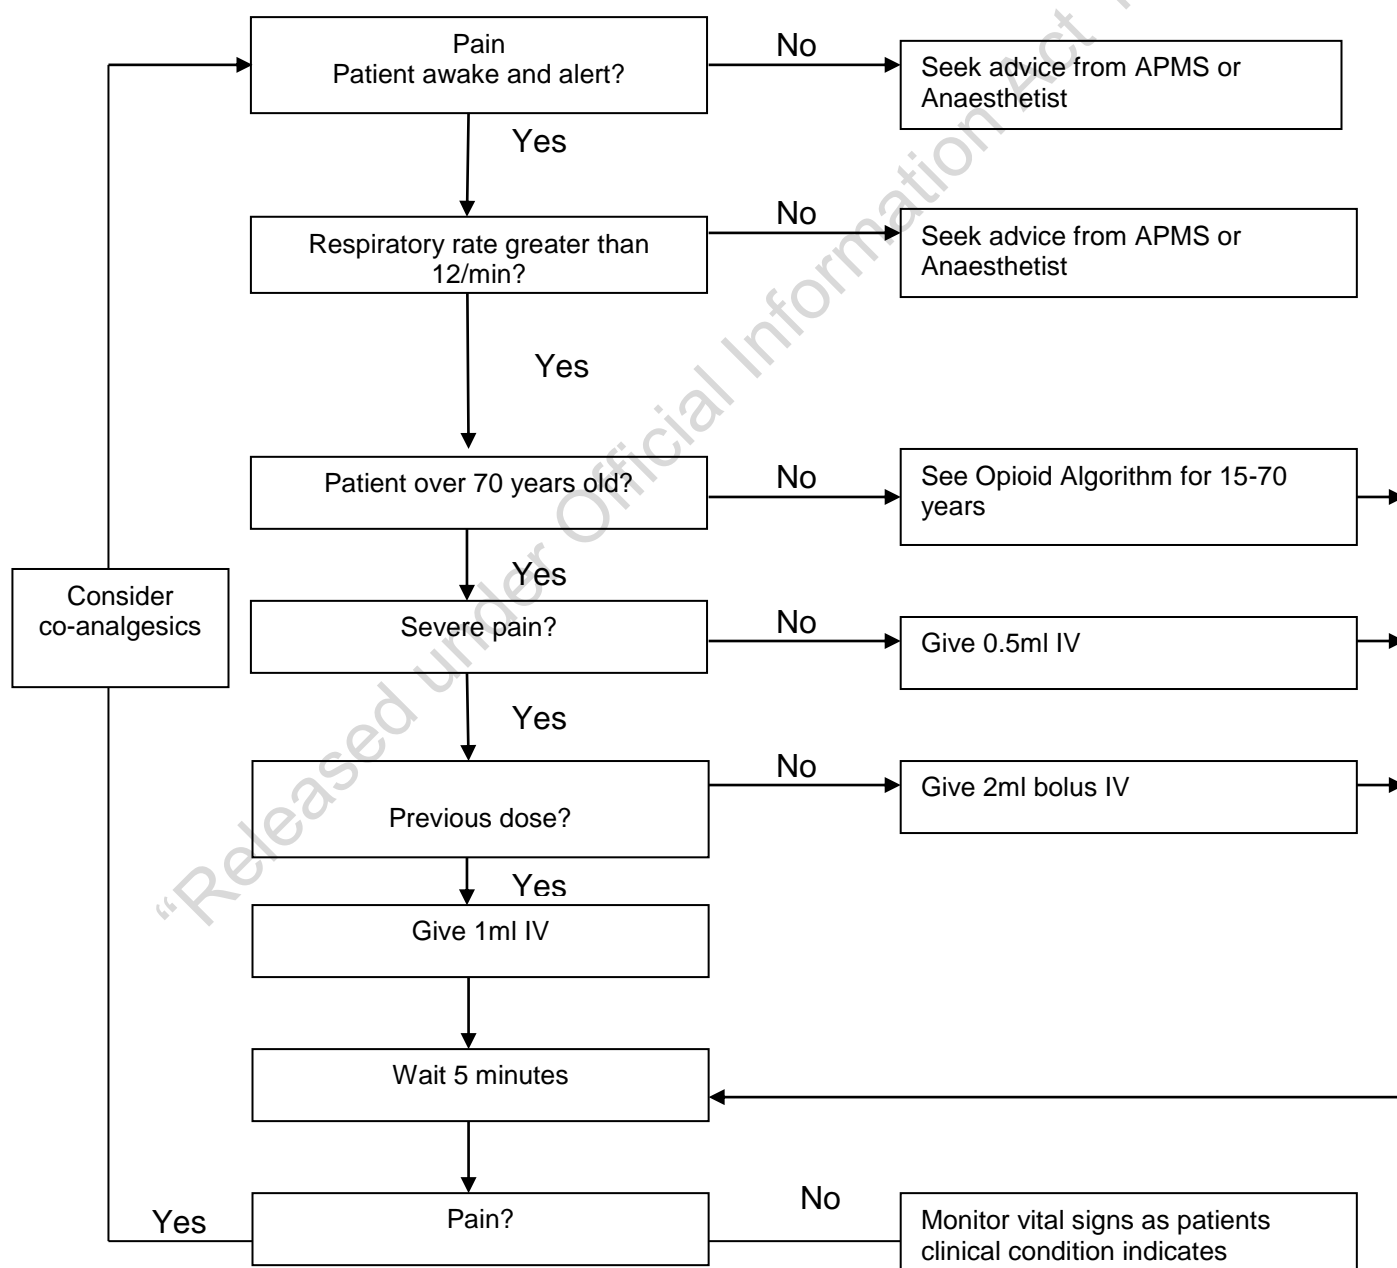 Pain
Patient awake and alert?
No
Seek advice from APMS or
Anaesthetist
Yes
Respiratory rate greater than
12/min?
No
Seek advice from APMS or
Anaesthetist
Yes
Patient over 70 years old?
No
See Opioid Algorithm for 15-70
years
Yes
Consider
co-analgesics
Severe pain?
No
Give 0.5ml IV
Yes
Previous dose?
No
Give 2ml bolus IV
Yes
Give 1ml IV
Wait 5 minutes
Pain?
Yes
No
Monitor vital signs as patients
clinical condition indicates
“Released under Official Information Act